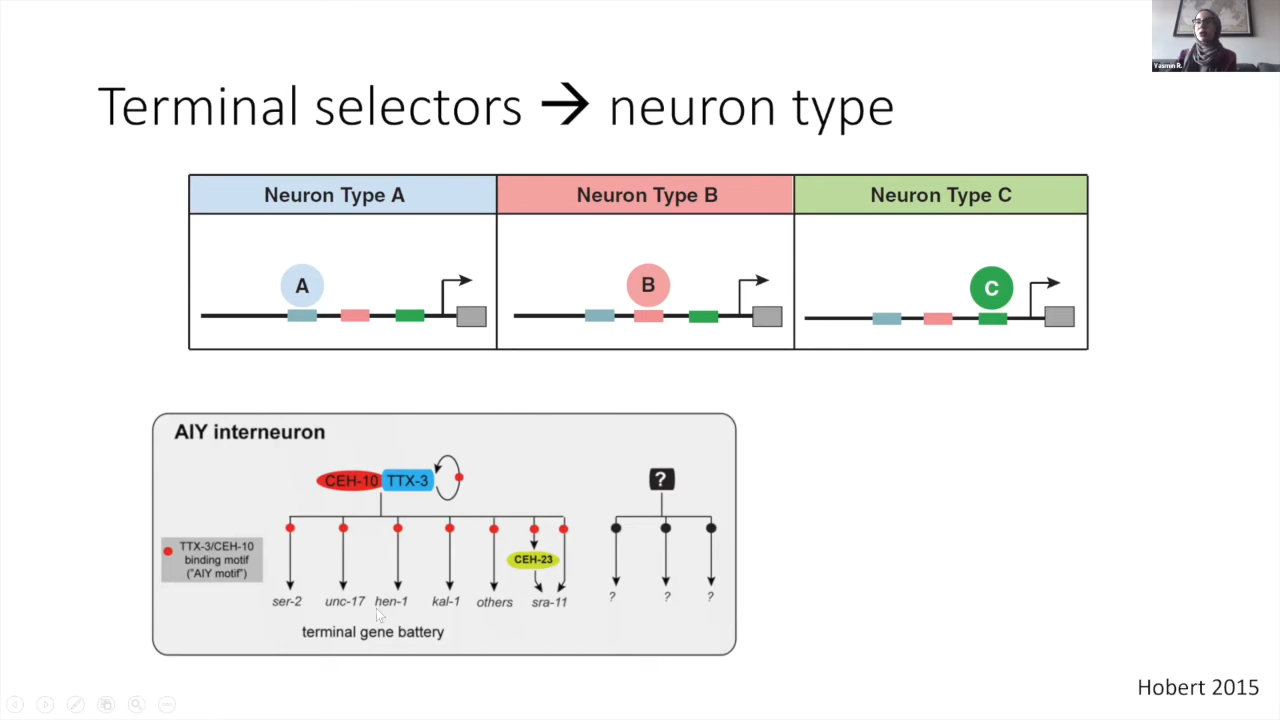 Yasmin R.
Terminal selectors → neuron type
Neuron Type A
Neuron Type B
Neuron Type C
A
B
C
AIY interneuron
CEH-10
TTX-3
?
TTX-3/CEH-10
binding motif
("AIY motif")
CEH-23
ser-2
unc-17
hen-1
kal-1
others
sra-11
?
?
?
terminal gene battery
Hobert 2015